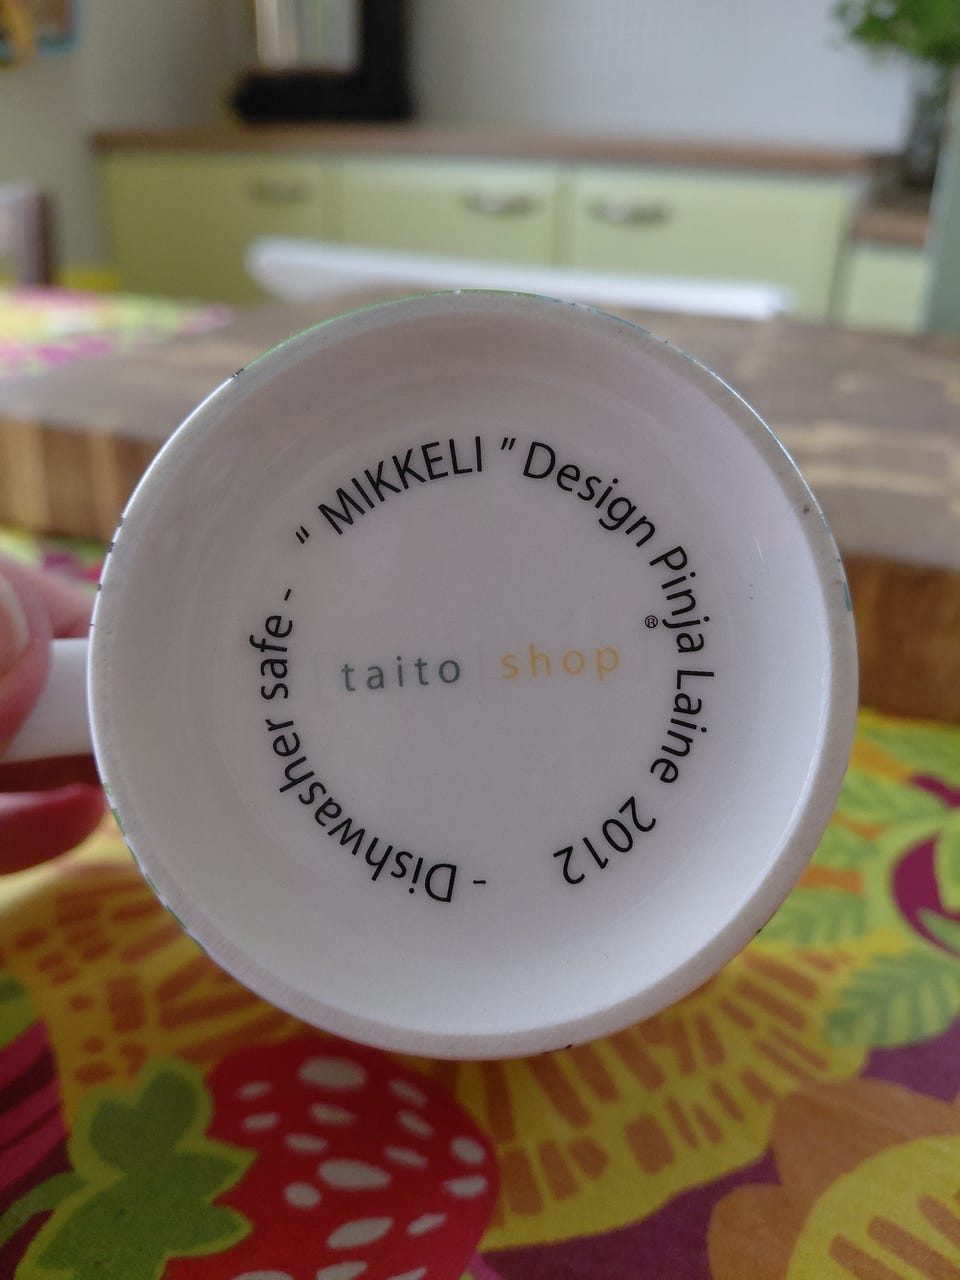 " MIKKELI " Design Pinja Laine 2012
- Dishwasher safe -
taito shop ®